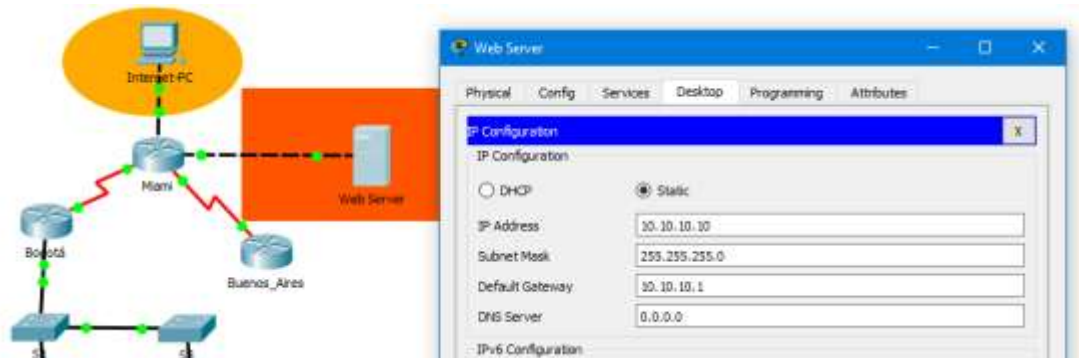 Internet-PC
Miami
Web Server
Bogotá
Buenos_Aires
Web Server
Physical Config Services Desktop Programming Attributes
IP Configuration X
IP Configuration
DHCP Static
IP Address 10.10.10.10
Subnet Mask 255.255.255.0
Default Gateway 10.10.10.1
DNS Server 0.0.0.0
IPv6 Configuration